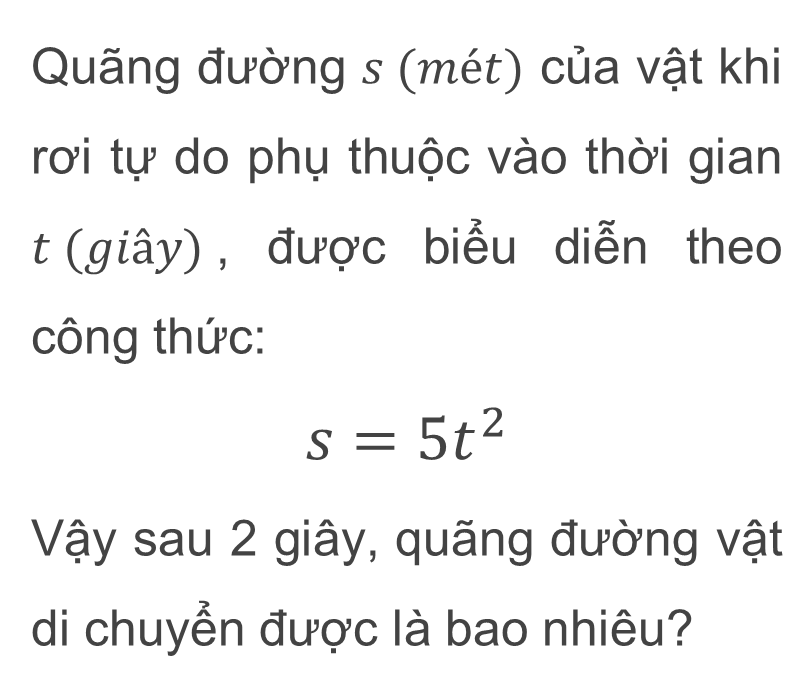 Quãng đường s (mét) của vật khi
rơi tự do phụ thuộc vào thời gian
t (giây) , được biểu diễn theo
công thức:
s = 5t²
Vậy sau 2 giây, quãng đường vật
di chuyển được là bao nhiêu?